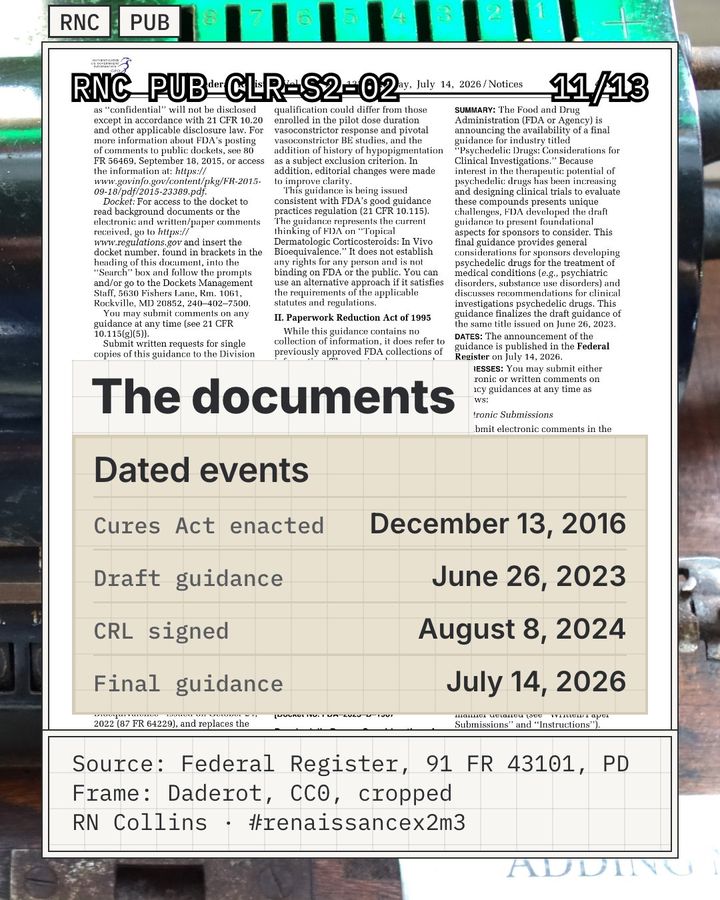 RNC PUB
8 7 6 5 4 3 2 1
RNC PUB CLR-S2-02 11/13
July 14, 2026 / Notices
as “confidential” will not be disclosed
except in accordance with 21 CFR 10.20
and other applicable disclosure law. For
more information about FDA’s posting
of comments to public dockets, see 80
FR 56469, September 18, 2015, or access
the information at: https://
www.govinfo.gov/content/pkg/FR-2015-
09-18/pdf/2015-23389.pdf.
Docket: For access to the docket to
read background documents or the
electronic and written/paper comments
received, go to https://
www.regulations.gov and insert the
docket number, found in brackets in the
heading of this document, into the
“Search” box and follow the prompts
and/or go to the Dockets Management
Staff, 5630 Fishers Lane, Rm. 1061,
Rockville, MD 20852, 240–402–7500.
You may submit comments on any
guidance at any time (see 21 CFR
10.115(g)(5)).
Submit written requests for single
copies of this guidance to the Division
qualification could differ from those
enrolled in the pilot dose duration
vasoconstrictor response and pivotal
vasoconstrictor BE studies, and the
addition of history of hypopigmentation
as a subject exclusion criterion. In
addition, editorial changes were made
to improve clarity.
This guidance is being issued
consistent with FDA’s good guidance
practices regulation (21 CFR 10.115).
The guidance represents the current
thinking of FDA on “Topical
Dermatologic Corticosteroids: In Vivo
Bioequivalence.” It does not establish
any rights for any person and is not
binding on FDA or the public. You can
use an alternative approach if it satisfies
the requirements of the applicable
statutes and regulations.
II. Paperwork Reduction Act of 1995
While this guidance contains no
collection of information, it does refer to
previously approved FDA collections of
SUMMARY: The Food and Drug
Administration (FDA or Agency) is
announcing the availability of a final
guidance for industry titled
“Psychedelic Drugs: Considerations for
Clinical Investigations.” Because
interest in the therapeutic potential of
psychedelic drugs has been increasing
and designing clinical trials to evaluate
these compounds presents unique
challenges, FDA developed the draft
guidance to present foundational
aspects for sponsors to consider. This
final guidance provides general
considerations for sponsors developing
psychedelic drugs for the treatment of
medical conditions (e.g., psychiatric
disorders, substance use disorders) and
discusses recommendations for clinical
investigations psychedelic drugs. This
guidance finalizes the draft guidance of
the same title issued on June 26, 2023.
DATES: The announcement of the
guidance is published in the Federal
Register on July 14, 2026.
You may submit either
or written comments on
guidances at any time as
Submissions
electronic comments in the
The documents
Dated events
Cures Act enacted December 13, 2016
Draft guidance June 26, 2023
CRL signed August 8, 2024
Final guidance July 14, 2026
2022 (87 FR 64229), and replaces the
Submissions” and “Instructions”).
Source: Federal Register, 91 FR 43101, PD
Frame: Daderot, CC0, cropped
RN Collins · #renaissancex2m3
ADDING